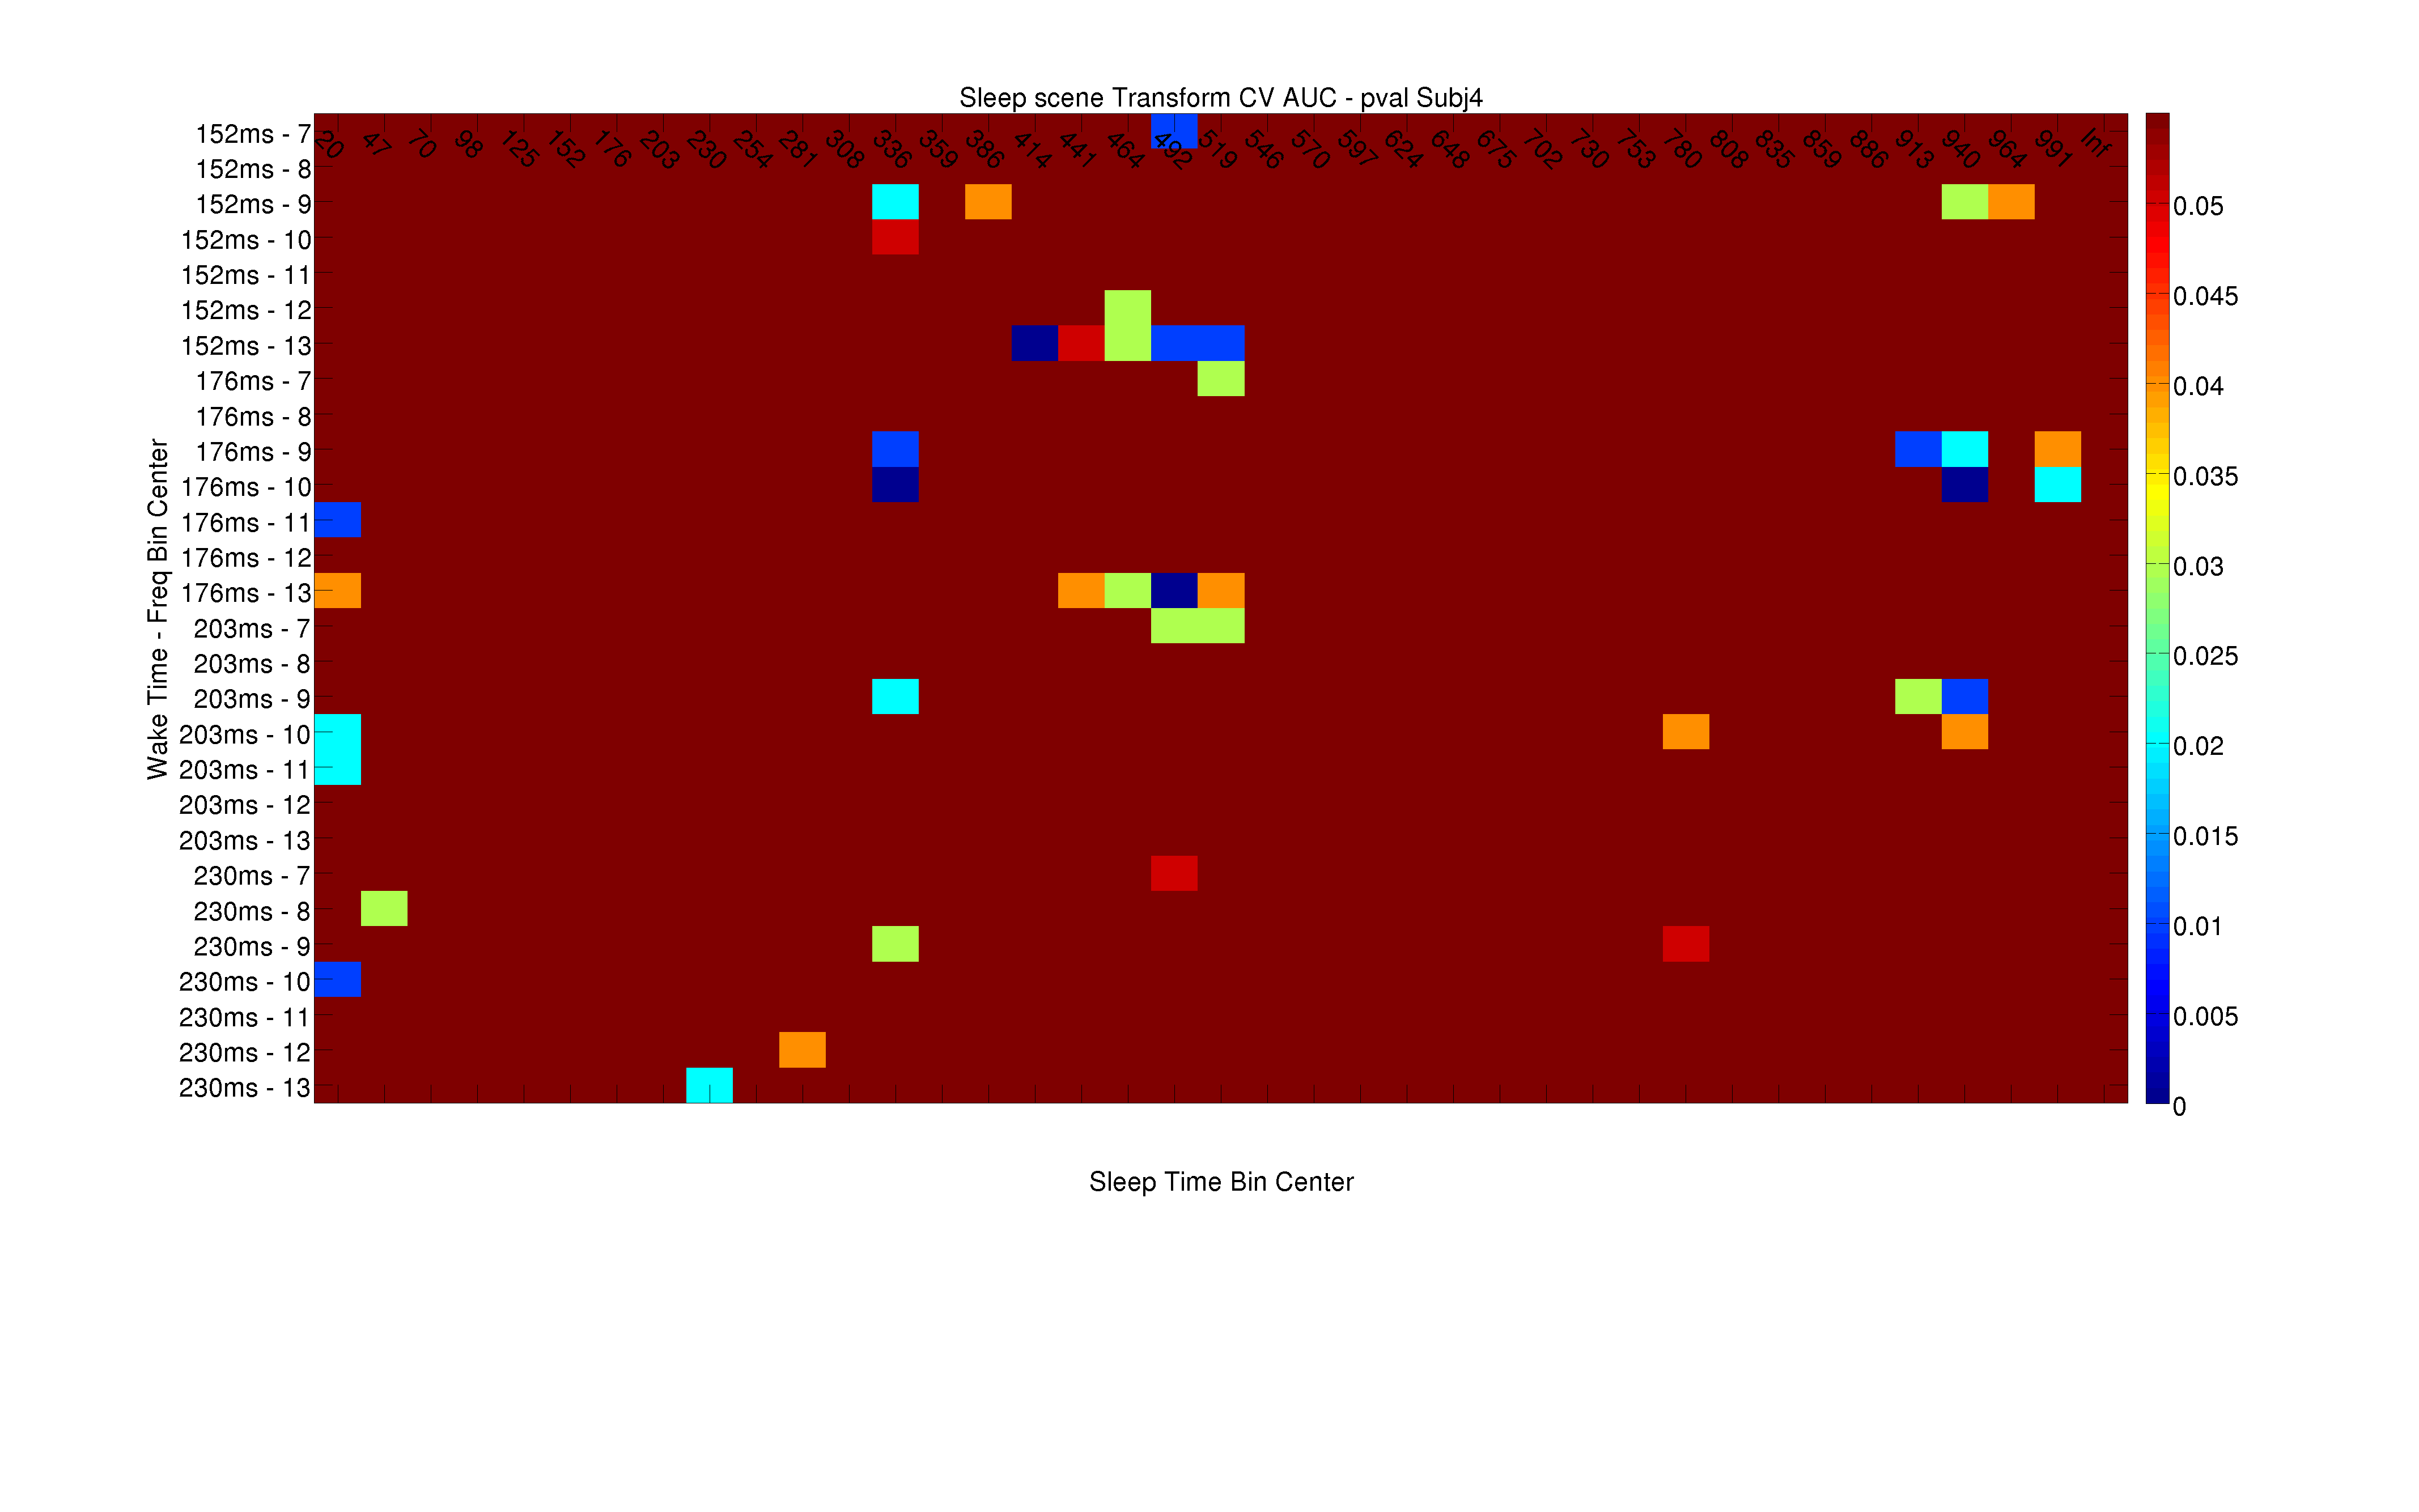 Sleep scene Transform CV AUC - pval Subj4
20 47 70 98 125 152 176 203 230 254 281 308 336 359 386 414 441 464 492 519 546 570 597 624 648 675 702 730 753 780 808 835 859 886 913 940 964 991 Inf
Wake Time - Freq Bin Center
152ms - 7
152ms - 8
152ms - 9
152ms - 10
152ms - 11
152ms - 12
152ms - 13
176ms - 7
176ms - 8
176ms - 9
176ms - 10
176ms - 11
176ms - 12
176ms - 13
203ms - 7
203ms - 8
203ms - 9
203ms - 10
203ms - 11
203ms - 12
203ms - 13
230ms - 7
230ms - 8
230ms - 9
230ms - 10
230ms - 11
230ms - 12
230ms - 13
0.05
0.045
0.04
0.035
0.03
0.025
0.02
0.015
0.01
0.005
0
Sleep Time Bin Center